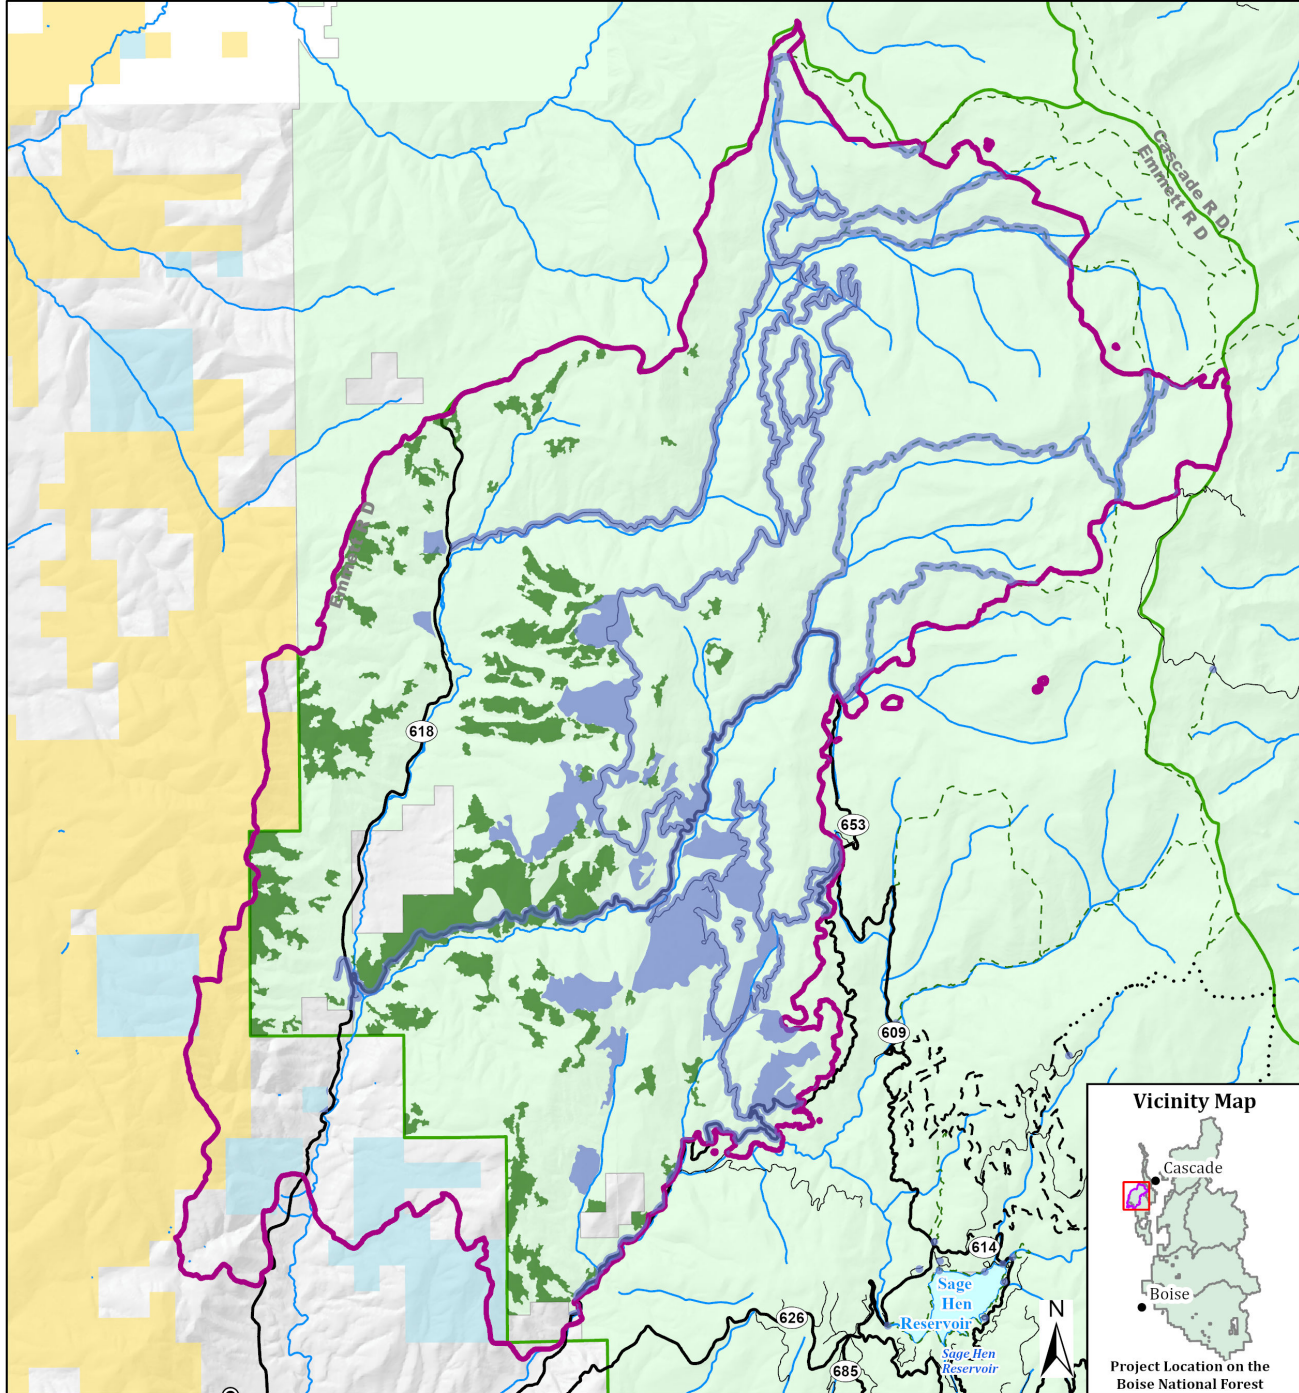 Cascade R D
Emmett R D
Emmett R D
618
653
609
614
Sage
Hen
Reservoir
Sage Hen
Reservoir
626
685
N
Vicinity Map
Cascade
Boise
Project Location on the
Boise National Forest